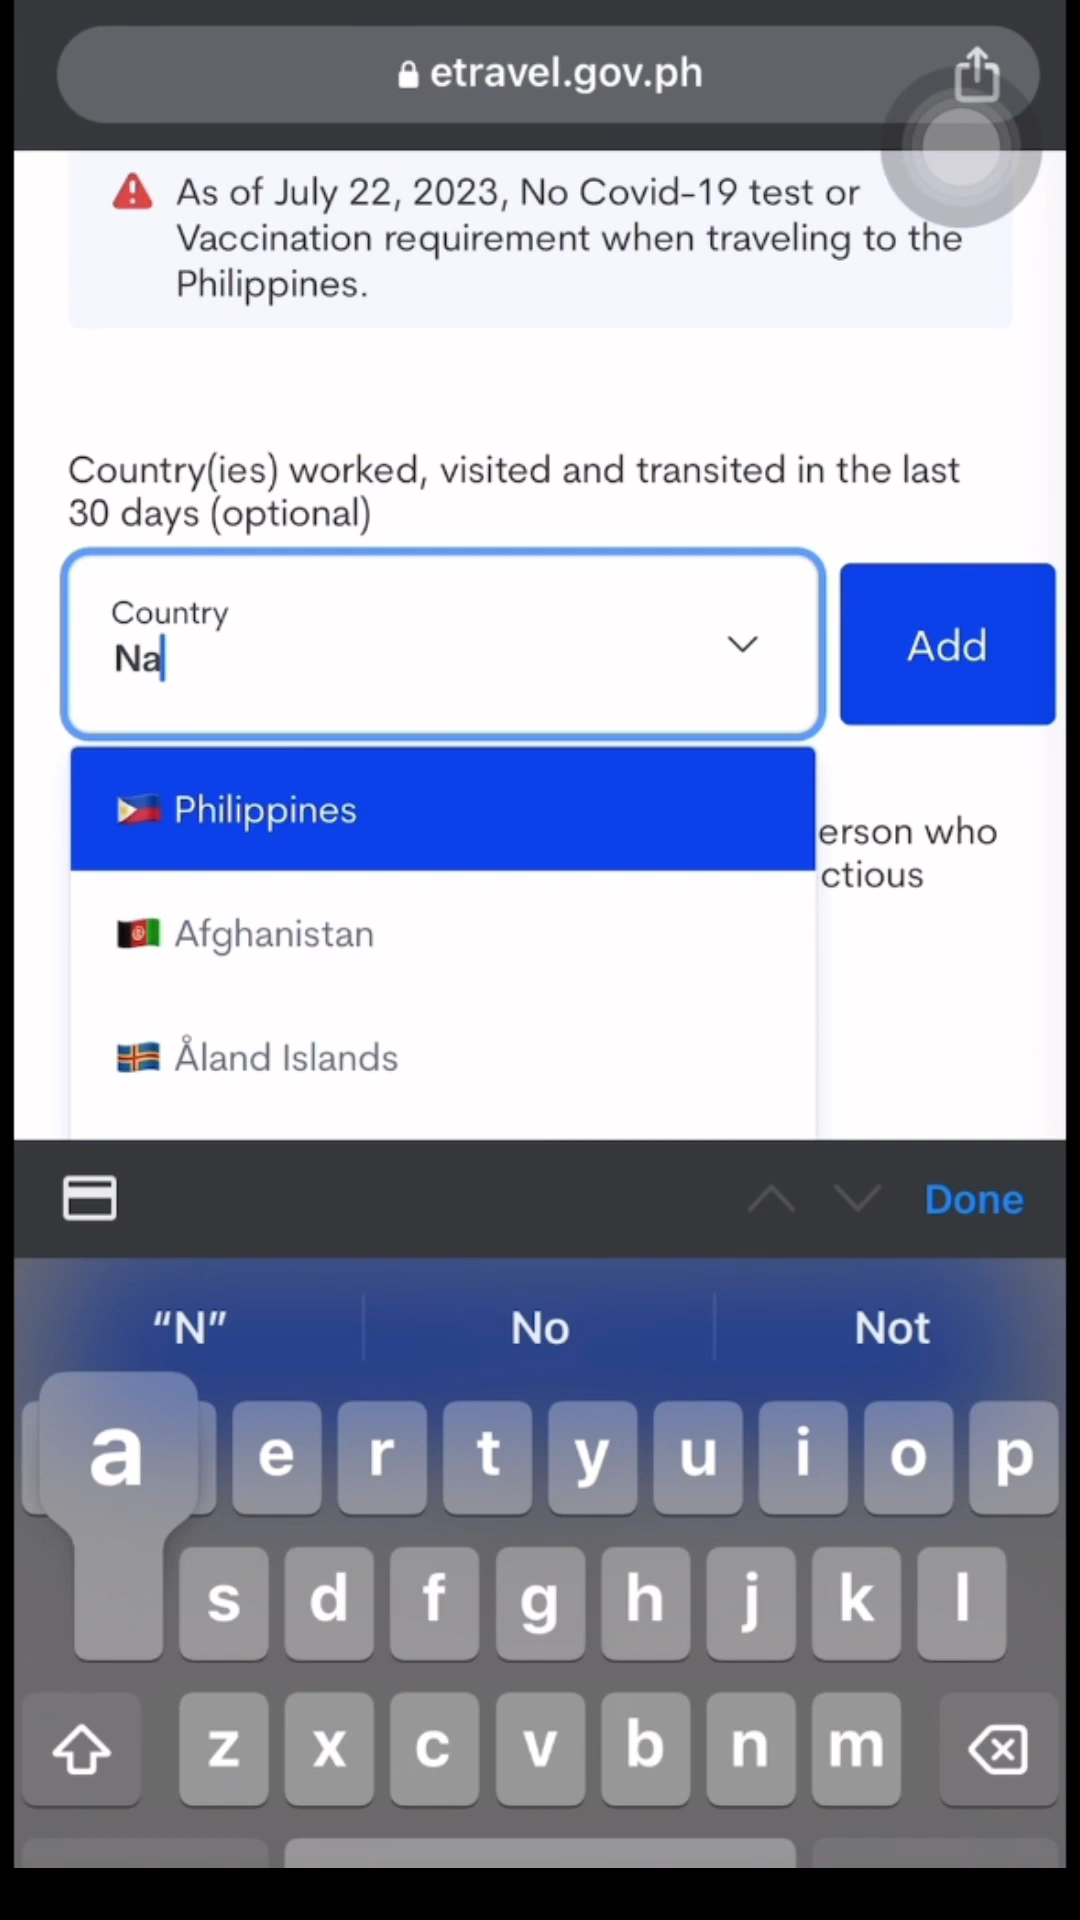 etravel.gov.ph
As of July 22, 2023, No Covid-19 test or
Vaccination requirement when traveling to the
Philippines.
Country(ies) worked, visited and transited in the last
30 days (optional)
Country
Na
Add
Philippines
erson who
ctious
Afghanistan
Åland Islands
Done
“N” No Not
a e r t y u i o p
s d f g h j k l
z x c v b n m